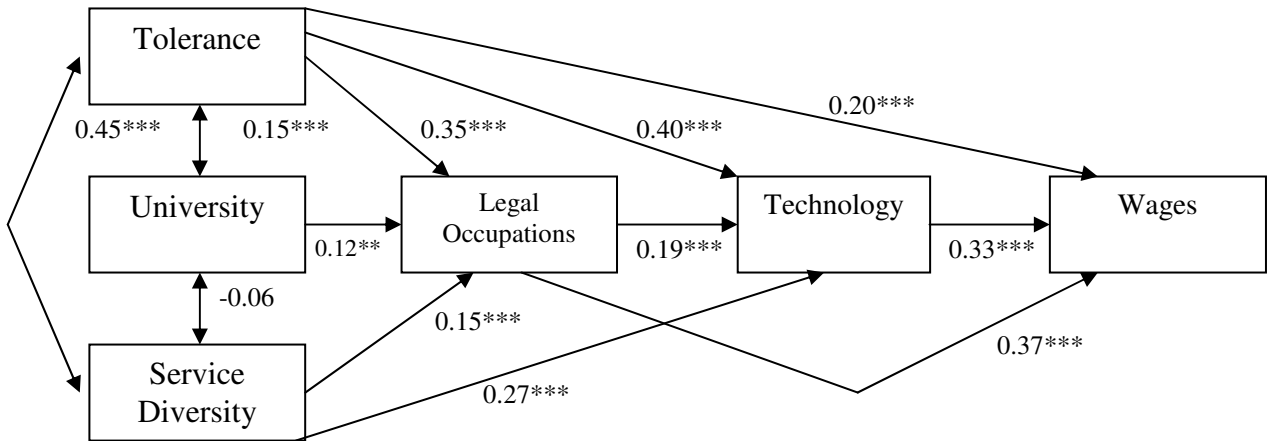 Tolerance
0.20***
0.45***
0.15***
0.35***
0.40***
University
Legal
Occupations
Technology
Wages
0.12**
0.19***
0.33***
-0.06
0.15***
0.37***
Service
Diversity
0.27***